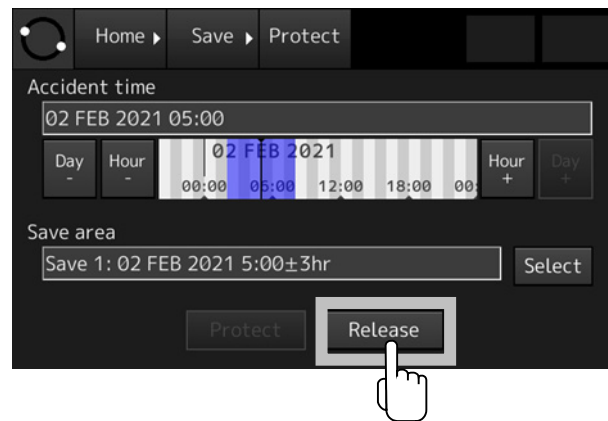 Home Save Protect
Accident time
02 FEB 2021 05:00
Day - Hour - 02 FEB 2021 Hour + Day +
00:00 06:00 12:00 18:00 00:
Save area
Save 1: 02 FEB 2021 5:00±3hr Select
Protect Release